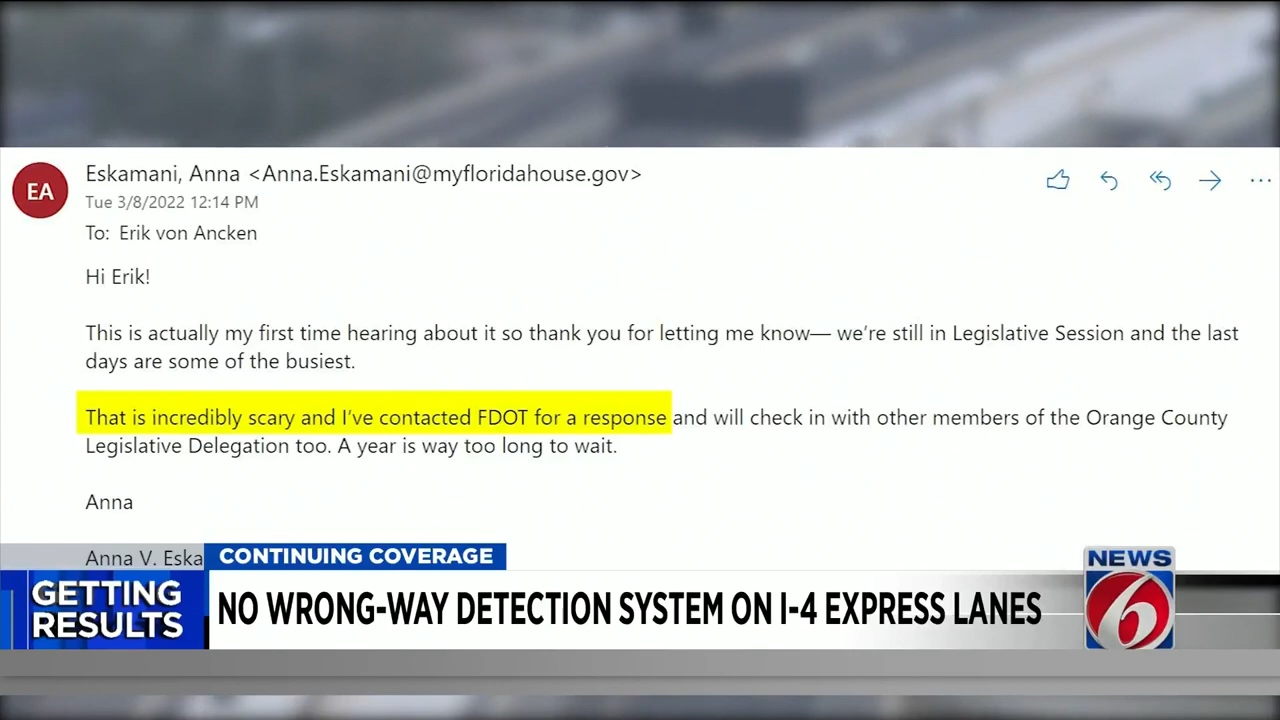 Eskamani, Anna <Anna.Eskamani@myfloridahouse.gov>
EA
Tue 3/8/2022 12:14 PM
To: Erik von Ancken
Hi Erik!
This is actually my first time hearing about it so thank you for letting me know— we're still in Legislative Session and the last
days are some of the busiest.
That is incredibly scary and I've contacted FDOT for a response and will check in with other members of the Orange County
Legislative Delegation too. A year is way too long to wait.
Anna
Anna V. Eska
CONTINUING COVERAGE
GETTING
RESULTS
NO WRONG-WAY DETECTION SYSTEM ON I-4 EXPRESS LANES
NEWS
6